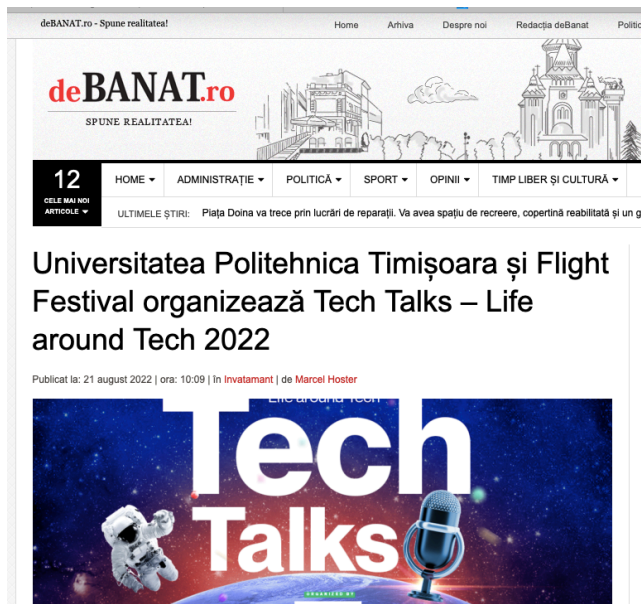 deBANAT.ro - Spune realitatea!
Home Arhiva Despre noi Redacția deBanat Politic
deBANAT.ro
SPUNE REALITATEA!
12
CELE MAI NOI
ARTICOLE
HOME ADMINISTRAȚIE POLITICĂ SPORT OPINII TIMP LIBER ȘI CULTURĂ
ULTIMELE ȘTIRI: Piața Doina va trece prin lucrări de reparații. Va avea spațiu de recreere, copertină reabilitată și un g
Universitatea Politehnica Timișoara și Flight
Festival organizează Tech Talks – Life
around Tech 2022
Publicat la: 21 august 2022 | ora: 10:09 | în Invatamant | de Marcel Hoster
Life around Tech
Tech
Talks
ORGANIZED BY